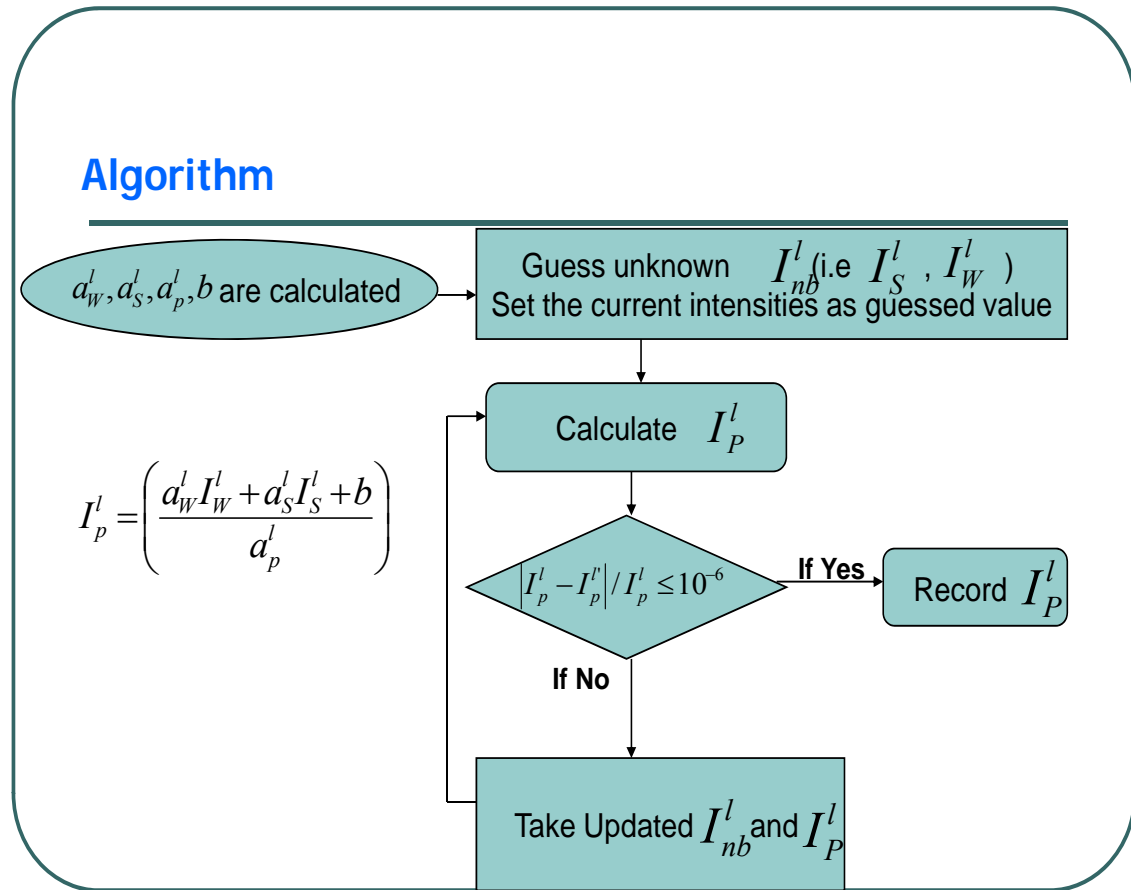 Algorithm
a_W^l, a_S^l, a_p^l, b are calculated
Guess unknown I_nb^l (i.e I_S^l , I_W^l )
Set the current intensities as guessed value
Calculate I_P^l
I_p^l = ( (a_W^l I_W^l + a_S^l I_S^l + b) / a_p^l )
|I_p^l − I_p^l'| / I_p^l ≤ 10^−6
If Yes
Record I_P^l
If No
Take Updated I_nb^l and I_P^l